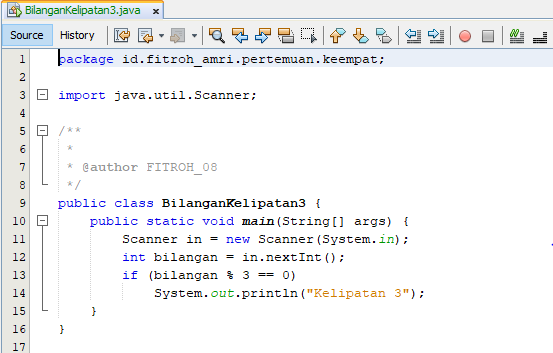 BilanganKelipatan3.java
Source History
1 package id.fitroh_amri.pertemuan.keempat;
2
3 import java.util.Scanner;
4
5 /**
6 *
7 * @author FITROH_08
8 */
9 public class BilanganKelipatan3 {
10 public static void main(String[] args) {
11 Scanner in = new Scanner(System.in);
12 int bilangan = in.nextInt();
13 if (bilangan % 3 == 0)
14 System.out.println("Kelipatan 3");
15 }
16 }
17